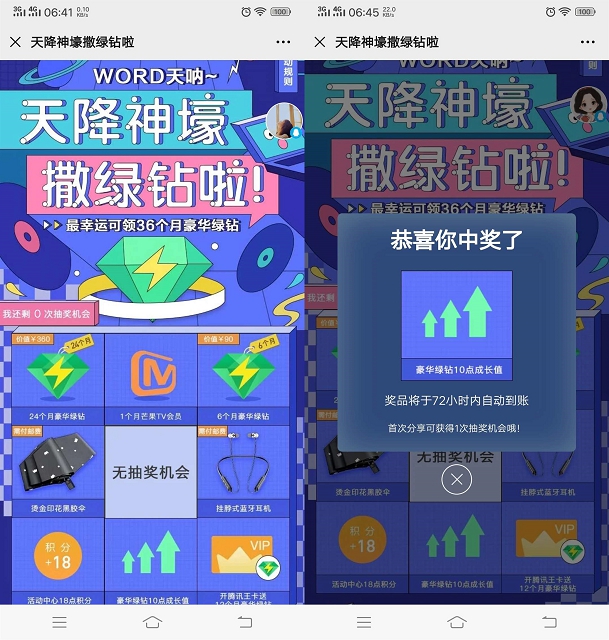 3G 4G 06:41 0.10 KB/S 100
天降神壕撒绿钻啦
WORD天呐~
动规则
天降神壕
撒绿钻啦!
最幸运可领36个月豪华绿钻
我还剩 0 次抽奖机会
价值￥360
24个月
24个月豪华绿钻
1个月芒果TV会员
价值￥90
6个月
6个月豪华绿钻
需付邮费
烫金印花黑胶伞
无抽奖机会
需付邮费
挂脖式蓝牙耳机
积分
+18
活动中心18点积分
豪华绿钻10点成长值
VIP
开腾讯王卡送
12个月豪华绿钻
3G 4G 06:45 22.0 KB/S 100
天降神壕撒绿钻啦
WORD天呐~
规则
天降神壕
撒绿钻啦!
最幸运可领36个月豪华绿钻
恭喜你中奖了
豪华绿钻10点成长值
奖品将于72小时内自动到账
首次分享可获得1次抽奖机会哦!
我还
无抽奖机会
烫金印花黑胶伞
挂脖式蓝牙耳机
积分
+18
活动中心18点积分
豪华绿钻10点成长值
VIP
开腾讯王卡送
12个月豪华绿钻